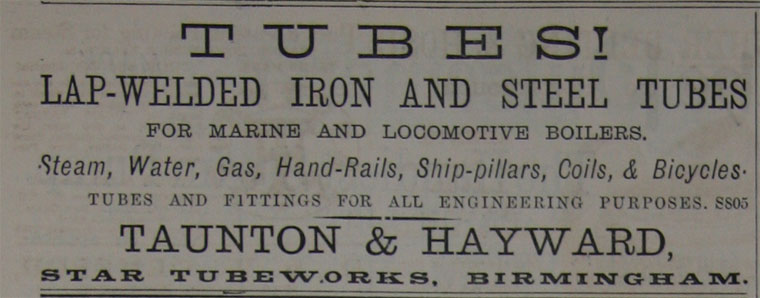 TUBES!
LAP-WELDED IRON AND STEEL TUBES
FOR MARINE AND LOCOMOTIVE BOILERS.
Steam, Water, Gas, Hand-Rails, Ship-pillars, Coils, & Bicycles·
TUBES AND FITTINGS FOR ALL ENGINEERING PURPOSES. 8805
TAUNTON & HAYWARD,
STAR TUBEWORKS, BIRMINGHAM.